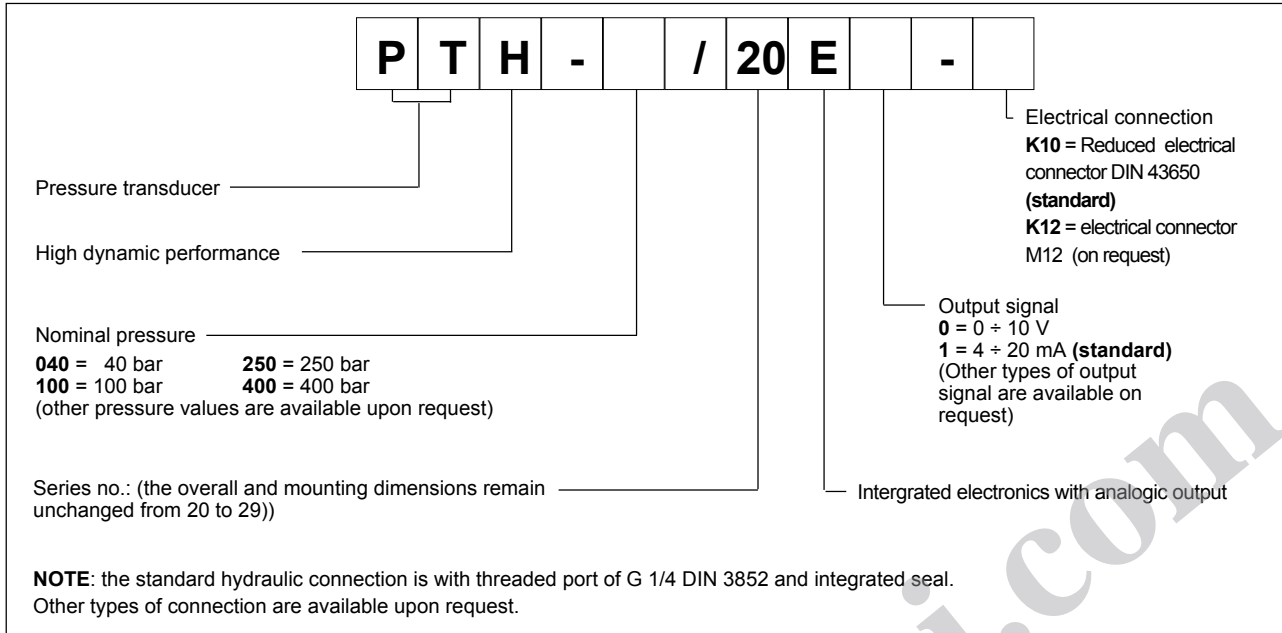 P T H - / 20 E -
Electrical connection
K10 = Reduced electrical
connector DIN 43650
(standard)
K12 = electrical connector
M12 (on request)
Pressure transducer
High dynamic performance
Output signal
0 = 0 ÷ 10 V
1 = 4 ÷ 20 mA (standard)
(Other types of output
signal are available on
request)
Nominal pressure
040 = 40 bar 250 = 250 bar
100 = 100 bar 400 = 400 bar
(other pressure values are available upon request)
Series no.: (the overall and mounting dimensions remain
unchanged from 20 to 29))
Intergrated electronics with analogic output
NOTE: the standard hydraulic connection is with threaded port of G 1/4 DIN 3852 and integrated seal.
Other types of connection are available upon request.
i.com